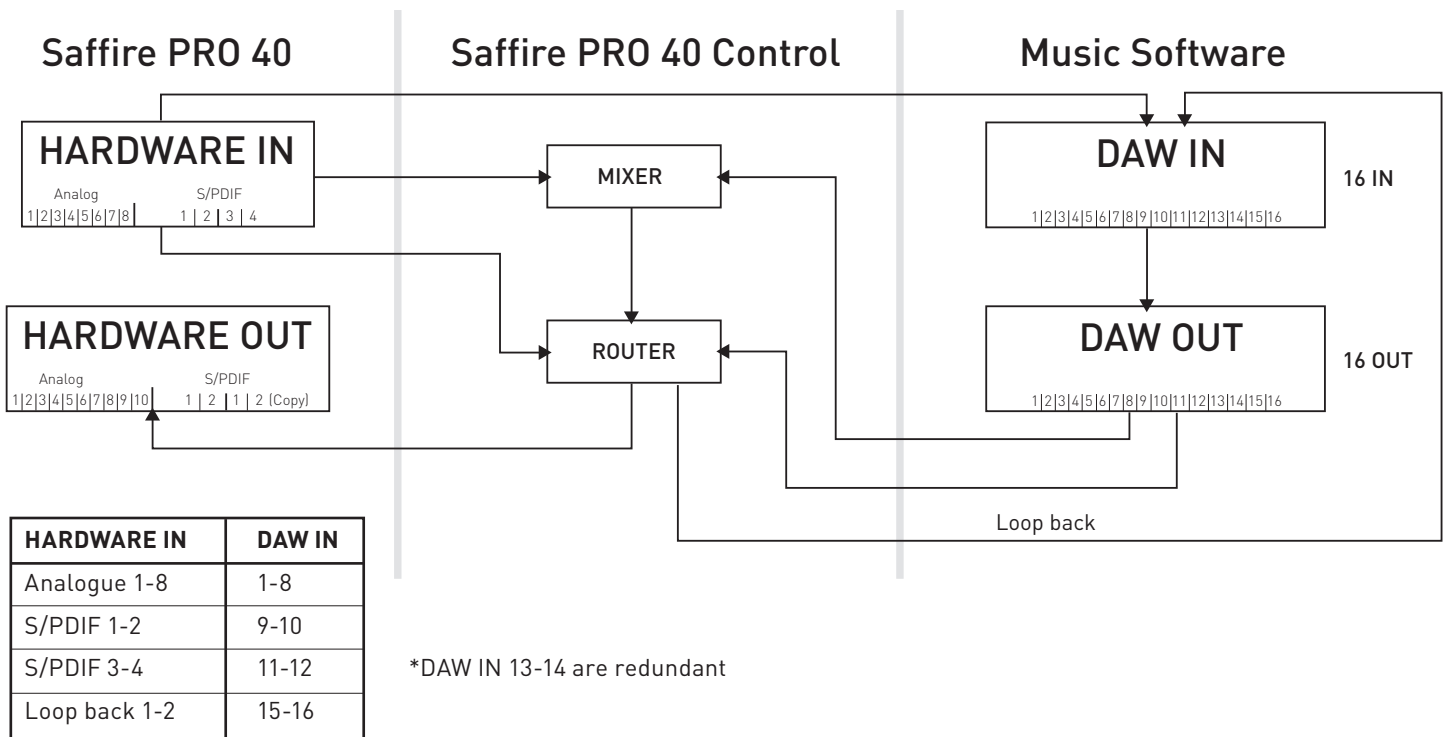 Saffire PRO 40
Saffire PRO 40 Control
Music Software
HARDWARE IN
Analog
S/PDIF
1|2|3|4|5|6|7|8|
1 | 2 | 3 | 4
MIXER
DAW IN
1|2|3|4|5|6|7|8|9|10|11|12|13|14|15|16
16 IN
HARDWARE OUT
Analog
S/PDIF
1|2|3|4|5|6|7|8|9|10|
1 | 2 | 1 | 2 (Copy)
ROUTER
DAW OUT
1|2|3|4|5|6|7|8|9|10|11|12|13|14|15|16
16 OUT
Loop back
HARDWARE IN DAW IN
Analogue 1-8 1-8
S/PDIF 1-2 9-10
S/PDIF 3-4 11-12
Loop back 1-2 15-16
*DAW IN 13-14 are redundant